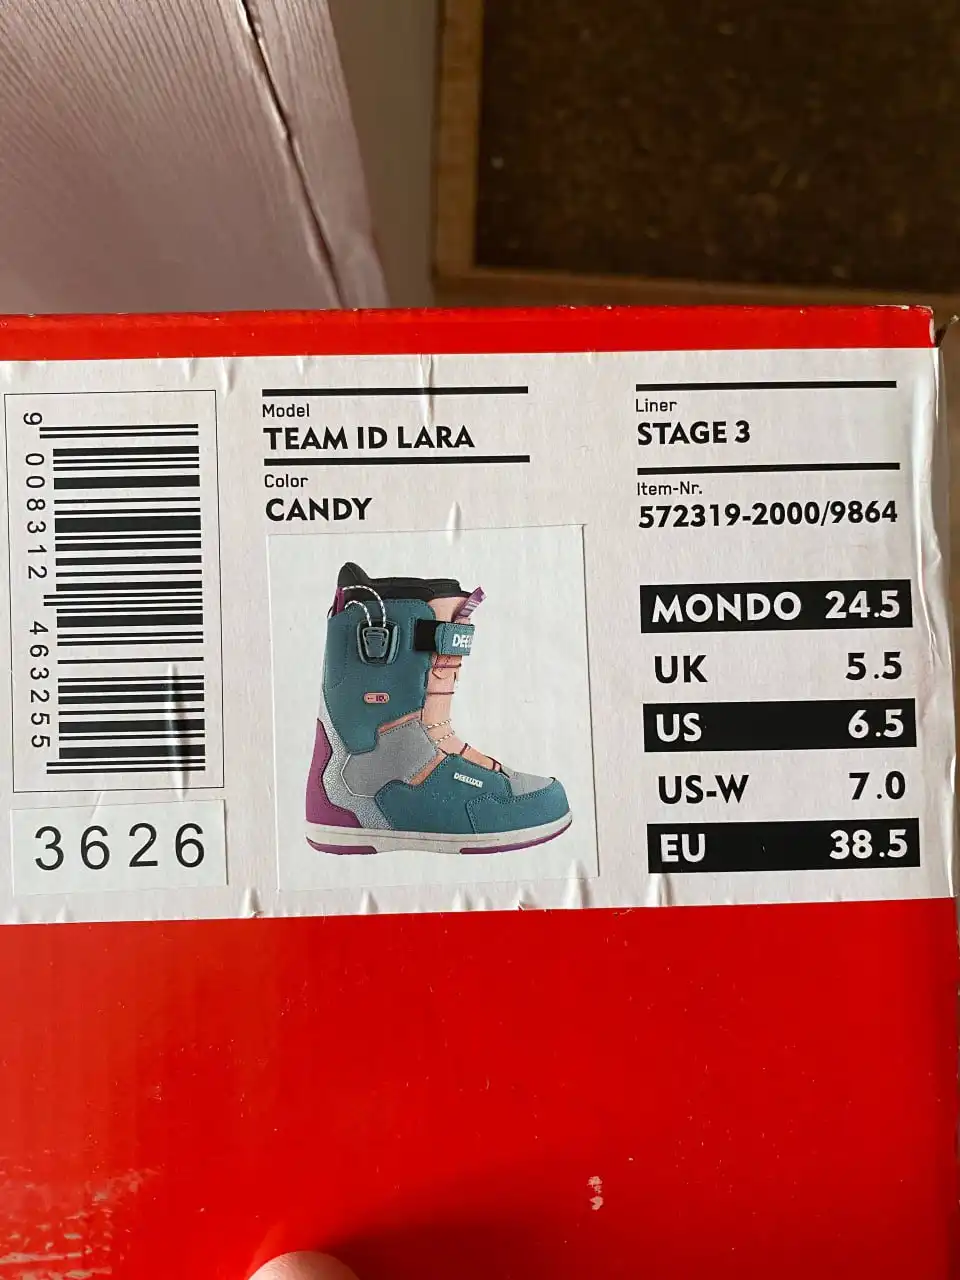 9 008312 463255
3626
Model
TEAM ID LARA
Color
CANDY
DEELUXE
Liner
STAGE 3
Item-Nr.
572319-2000/9864
MONDO 24.5
UK 5.5
US 6.5
US-W 7.0
EU 38.5